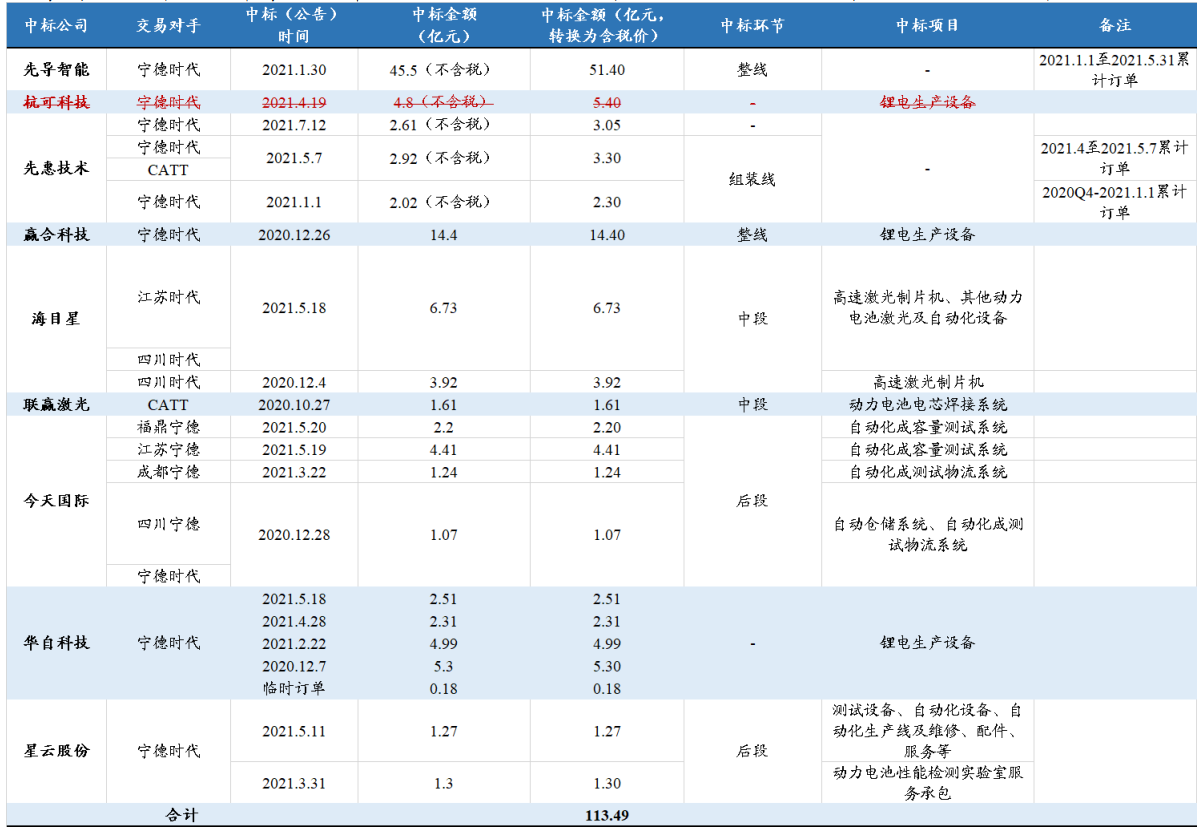 中标公司 交易对手 中标（公告）时间 中标金额（亿元） 中标金额（亿元，转换为含税价） 中标环节 中标项目 备注
先导智能 宁德时代 2021.1.30 45.5（不含税） 51.40 整线 - 2021.1.1至2021.5.31累计订单
杭可科技 宁德时代 2021.4.19 4.8（不含税） 5.40 - 锂电生产设备
先惠技术 宁德时代 2021.7.12 2.61（不含税） 3.05 -
宁德时代 CATT 2021.5.7 2.92（不含税） 3.30 组装线 - 2021.4至2021.5.7累计订单
宁德时代 2021.1.1 2.02（不含税） 2.30 2020Q4-2021.1.1累计订单
赢合科技 宁德时代 2020.12.26 14.4 14.40 整线 锂电生产设备
海目星 江苏时代 四川时代 2021.5.18 6.73 6.73 中段 高速激光制片机、其他动力电池激光及自动化设备
四川时代 2020.12.4 3.92 3.92 高速激光制片机
联赢激光 CATT 2020.10.27 1.61 1.61 中段 动力电池电芯焊接系统
今天国际 福鼎宁德 2021.5.20 2.2 2.20 后段 自动化成容量测试系统
江苏宁德 2021.5.19 4.41 4.41 自动化成容量测试系统
成都宁德 2021.3.22 1.24 1.24 自动化成测试物流系统
四川宁德 宁德时代 2020.12.28 1.07 1.07 自动仓储系统、自动化成测试物流系统
华自科技 宁德时代 2021.5.18 2.51 2.51 - 锂电生产设备
2021.4.28 2.31 2.31
2021.2.22 4.99 4.99
2020.12.7 5.3 5.30
临时订单 0.18 0.18
星云股份 宁德时代 2021.5.11 1.27 1.27 后段 测试设备、自动化设备、自动化生产线及维修、配件、服务等
2021.3.31 1.3 1.30 动力电池性能检测实验室服务承包
合计 113.49